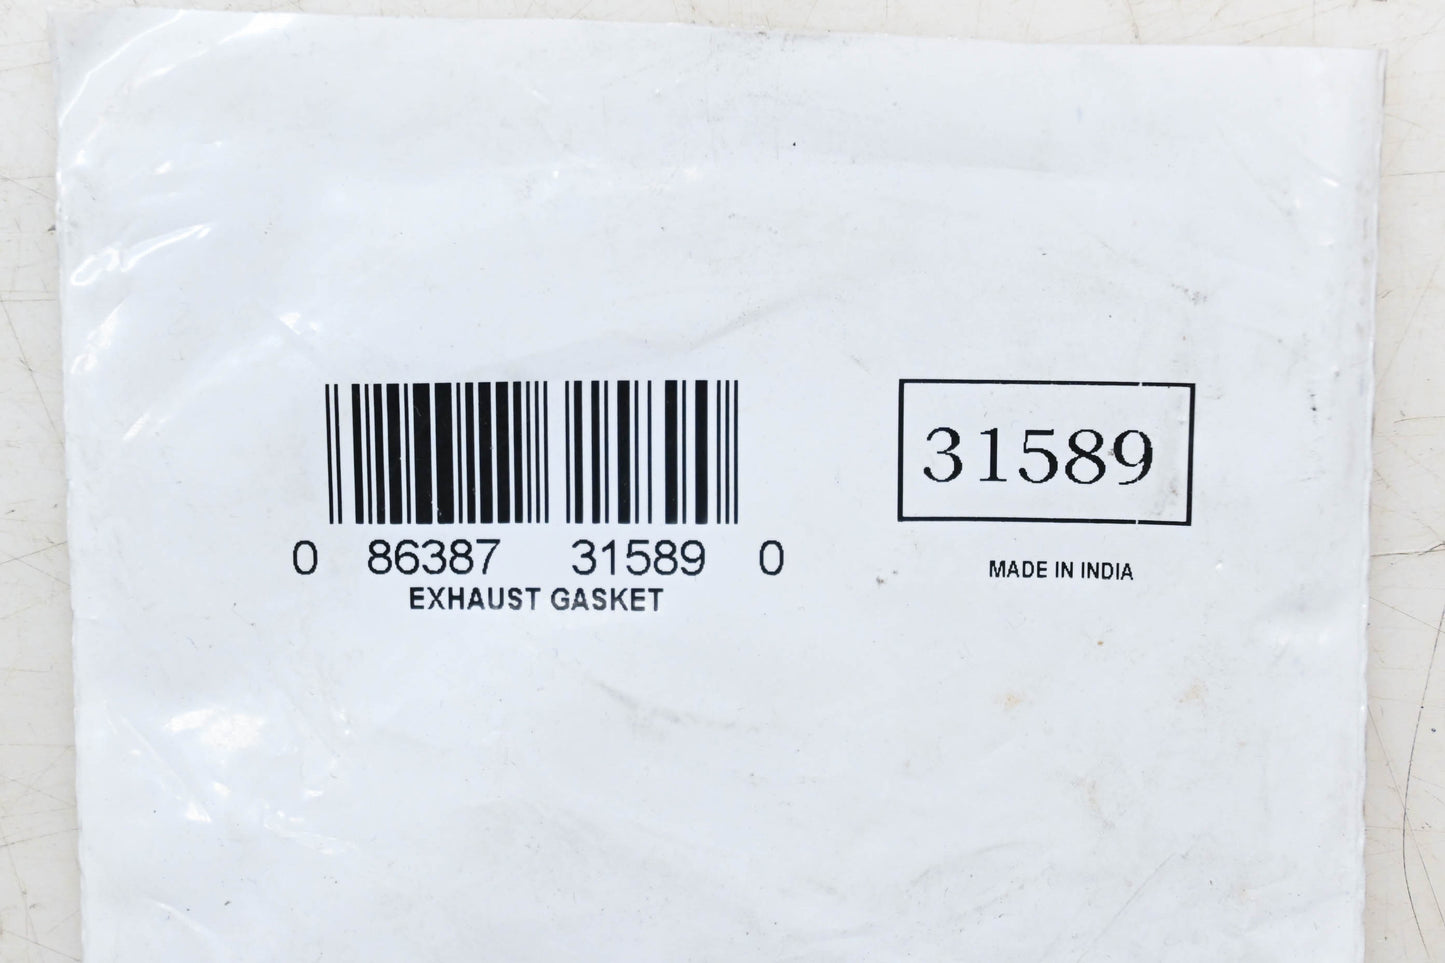 31589
0 86387 31589 0
MADE IN INDIA
EXHAUST GASKET